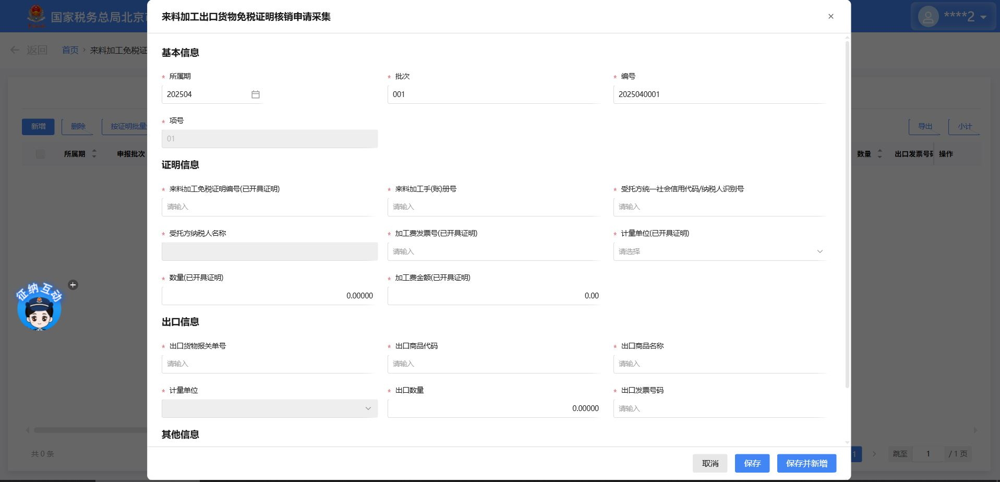 来料加工出口货物免税证明核销申请采集
×
国家税务总局北京市
****2
返回
首页 > 来料加工免税证
基本信息
* 所属期
* 批次
* 编号
202504
001
2025040001
* 项号
01
新增
删除
按证明批量
导出
小计
所属期
申报批次
数量
出口发票号码
操作
证明信息
* 来料加工免税证明编号(已开具证明)
* 来料加工手(账)册号
* 受托方统一社会信用代码/纳税人识别号
请输入
请输入
请输入
* 受托方纳税人名称
* 加工费发票号(已开具证明)
* 计量单位(已开具证明)
请输入
请选择
* 数量(已开具证明)
* 加工费金额(已开具证明)
0.00000
0.00
征纳互动
出口信息
* 出口货物报关单号
* 出口商品代码
* 出口商品名称
请输入
请输入
请输入
* 计量单位
* 出口数量
* 出口发票号码
0.00000
请输入
其他信息
共 0 条
1
跳至
1
/ 1 页
取消
保存
保存并新增